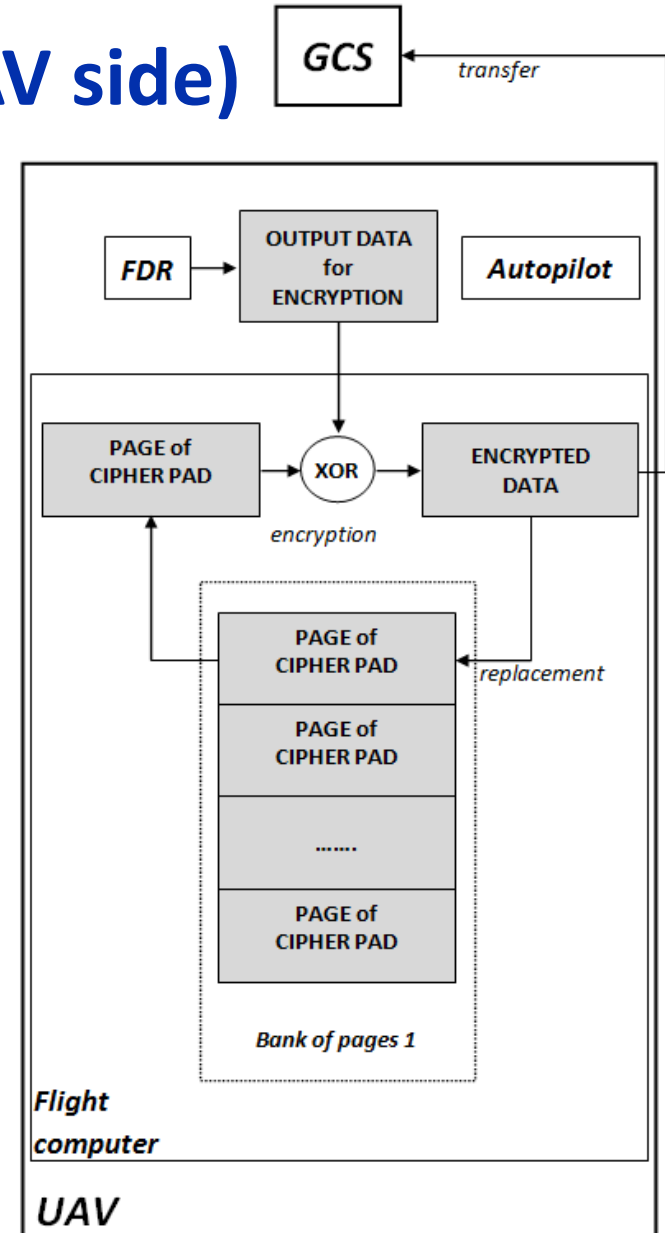 AV side)
GCS
transfer
OUTPUT DATA
for
ENCRYPTION
FDR
Autopilot
PAGE of
CIPHER PAD
XOR
ENCRYPTED
DATA
encryption
PAGE of
CIPHER PAD
replacement
PAGE of
CIPHER PAD
.......
PAGE of
CIPHER PAD
Bank of pages 1
Flight
computer
UAV